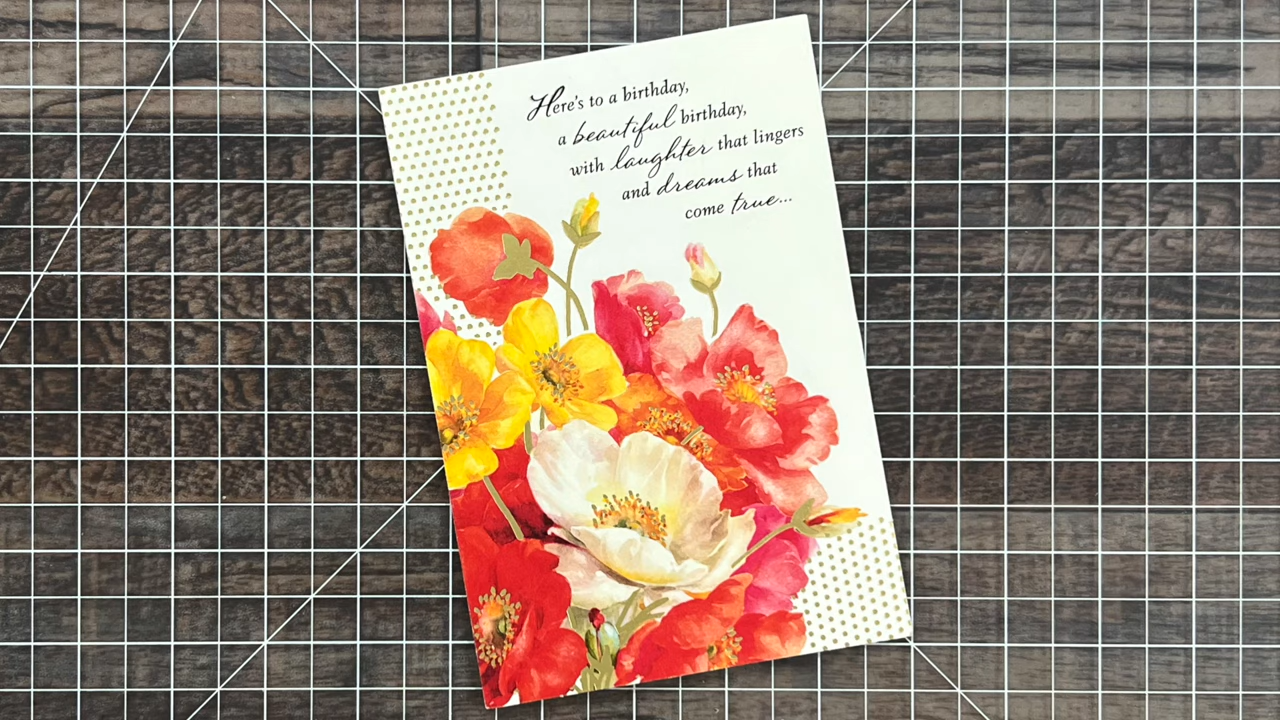 Here's to a birthday,
a beautiful birthday,
with laughter that lingers
and dreams that
come true...